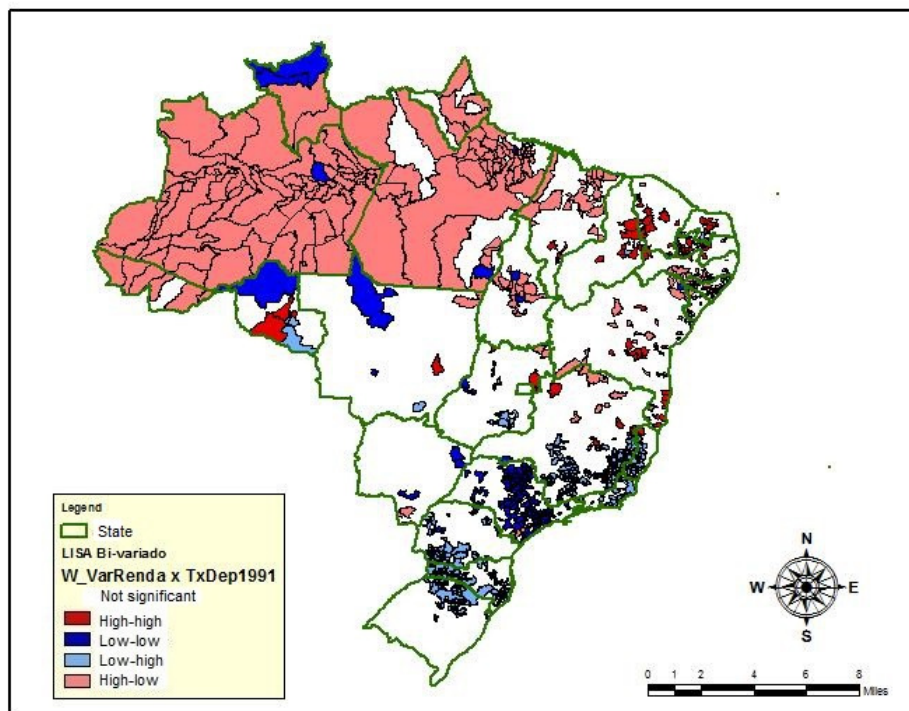 Legend
State
LISA Bi-variado
W_VarRenda x TxDep1991
Not significant
High-high
Low-low
Low-high
High-low
N
W E
S
0 1 2 4 6 8
Miles